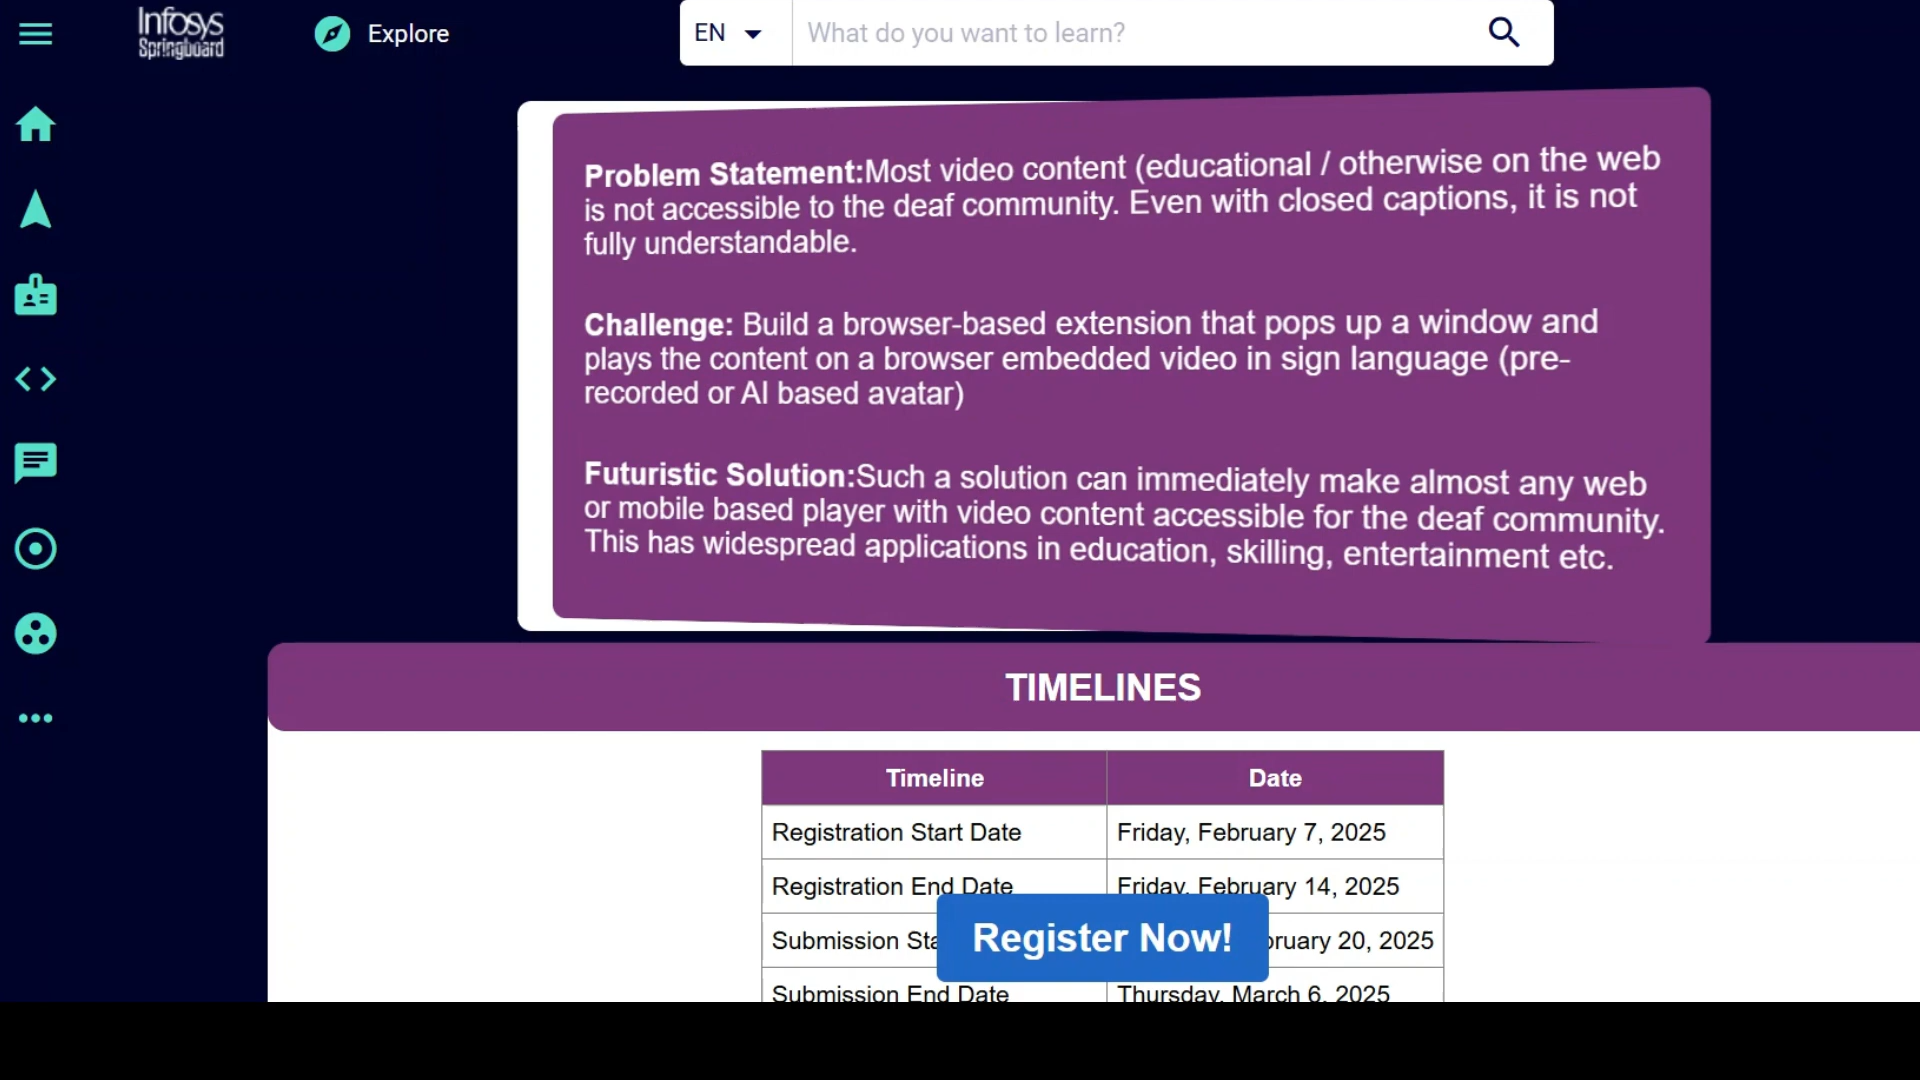 Infosys
Springboard
Explore
EN
What do you want to learn?
Problem Statement:Most video content (educational / otherwise on the web
is not accessible to the deaf community. Even with closed captions, it is not
fully understandable.
Challenge: Build a browser-based extension that pops up a window and
plays the content on a browser embedded video in sign language (pre-
recorded or AI based avatar)
Futuristic Solution:Such a solution can immediately make almost any web
or mobile based player with video content accessible for the deaf community.
This has widespread applications in education, skilling, entertainment etc.
TIMELINES
Timeline Date
Registration Start Date Friday, February 7, 2025
Registration End Date Friday, February 14, 2025
Submission 20, 2025
Register Now!
Submission End Date Thursday, March 6, 2025